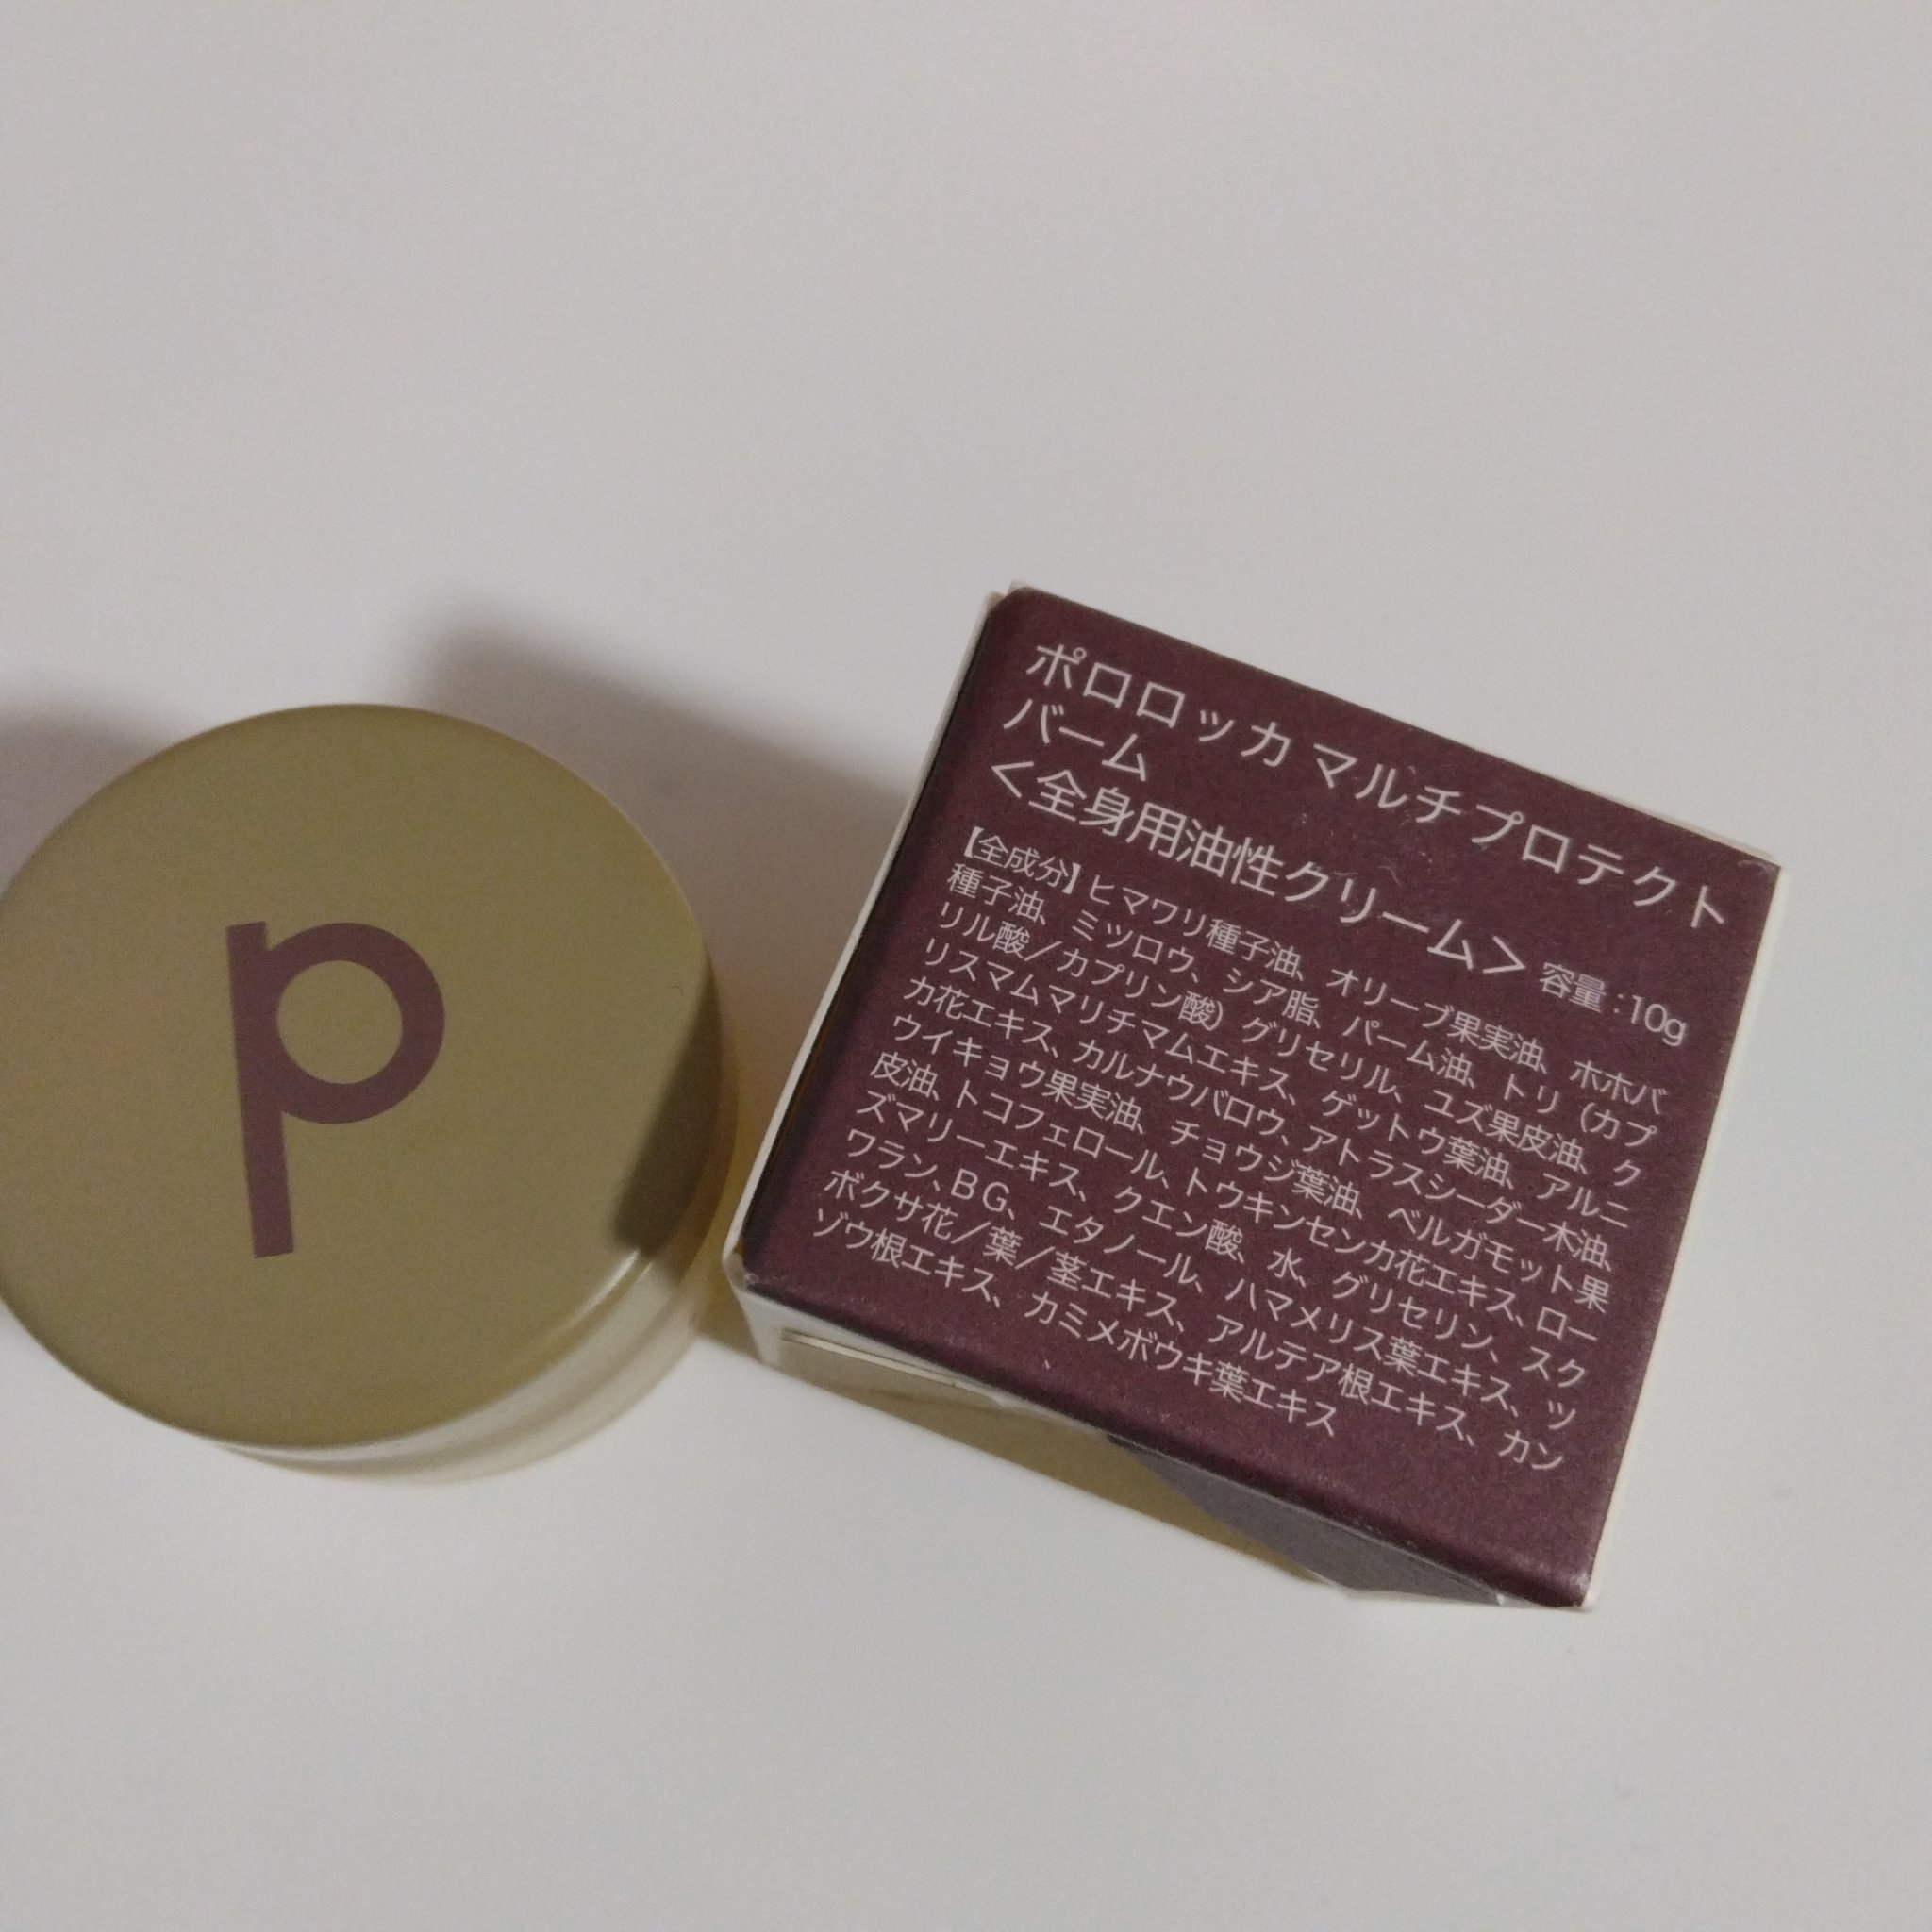 p
ポロロッカ マルチプロテクト
バーム
＜全身用油性クリーム＞ 容量:10g
【全成分】ヒマワリ種子油、オリーブ果実油、ホホバ
種子油、ミツロウ、シア脂、パーム油、トリ（カプ
リル酸／カプリン酸）グリセリル、ユズ果皮油、ク
リスマムマリチマムエキス、ゲットウ葉油、アルニ
カ花エキス、カルナウバロウ、アトラスシーダー木油、
ウイキョウ果実油、チョウジ葉油、ベルガモット果
皮油、トコフェロール、トウキンセンカ花エキス、ロー
ズマリーエキス、クエン酸、水、グリセリン、スク
ワラン、BG、エタノール、ハマメリス葉エキス、ツ
ボクサ花／葉／茎エキス、アルテア根エキス、カン
ゾウ根エキス、カミメボウキ葉エキス